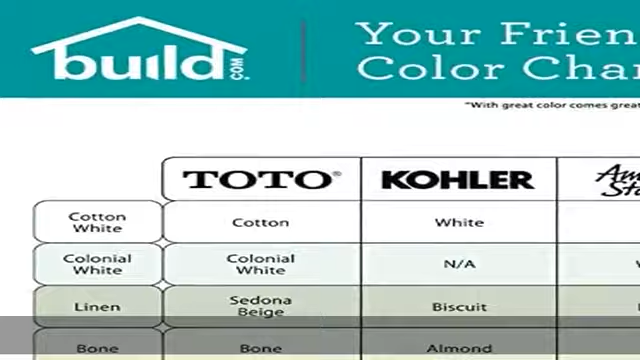 build.COM
Your Frien
Color Char
*With great color comes great
TOTO® KOHLER
Cotton White Cotton White
Colonial White Colonial White N/A
Linen Sedona Beige Biscuit
Bone Bone Almond